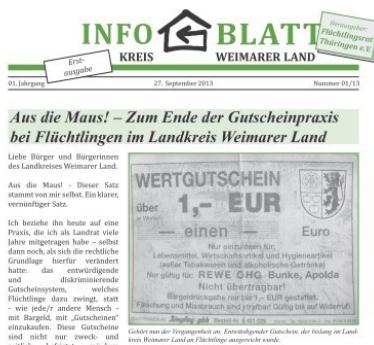 INFO BLATT
KREIS WEIMARER LAND
Erst-
ausgabe
Herausgeber:
Flüchtlingsrat
Thüringen e.V.
01. Jahrgang 27. September 2013 Nummer 01/13
Aus die Maus! – Zum Ende der Gutscheinpraxis
bei Flüchtlingen im Landkreis Weimarer Land
Liebe Bürger und Bürgerinnen
des Landkreises Weimarer Land.
Aus die Maus! - Dieser Satz
stammt von mir selbst. Ein klarer,
vernünftiger Satz.
Ich beziehe ihn heute auf eine
Praxis, die ich als Landrat viele
Jahre mitgetragen habe – selbst
dann noch, als sich die rechtliche
Grundlage hierfür verändert
hatte: das entwürdigende
und diskriminierende
Gutscheinsystem, welches
Flüchtlinge dazu zwingt, statt
- wie jede/r andere Mensch -
mit Bargeld, mit „Gutscheinen"
einzukaufen. Diese Gutscheine
sind nicht nur zweck- und
WERTGUTSCHEIN
über 1,- EUR
in Worten
— einen — Euro
Nur einzulösen für:
Lebensmittel, Wirtschaftsartikel und Hygieneartikel
(außer Tabakwaren und alkoholische Getränke)
Nur gültig für: REWE OHG Bunke, Apolda
Nicht übertragbar!
Bargeldrückgabe nur bis 1,- EUR gestattet.
Fälschung und Missbrauch sind strafbar! Gültig bis auf Widerruf.
Gehört nun der Vergangenheit an: Entwürdigender Gutschein, der bislang im Land-
kreis Weimarer Land an Flüchtlinge ausgereicht wurde.